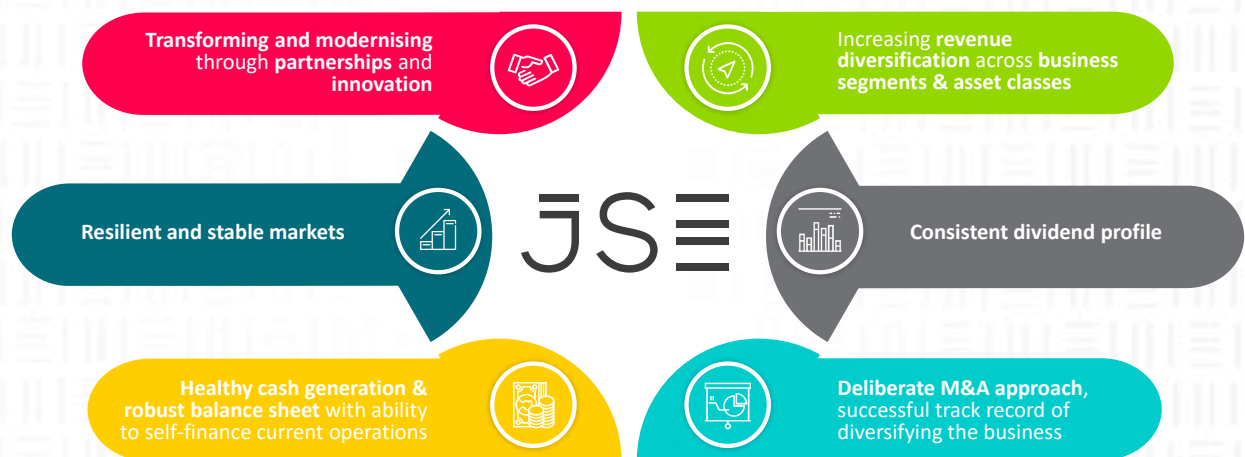 Transforming and modernising
through partnerships and
innovation
Increasing revenue
diversification across business
segments & asset classes
Resilient and stable markets
JSE
Consistent dividend profile
Healthy cash generation &
robust balance sheet with ability
to self-finance current operations
Deliberate M&A approach,
successful track record of
diversifying the business